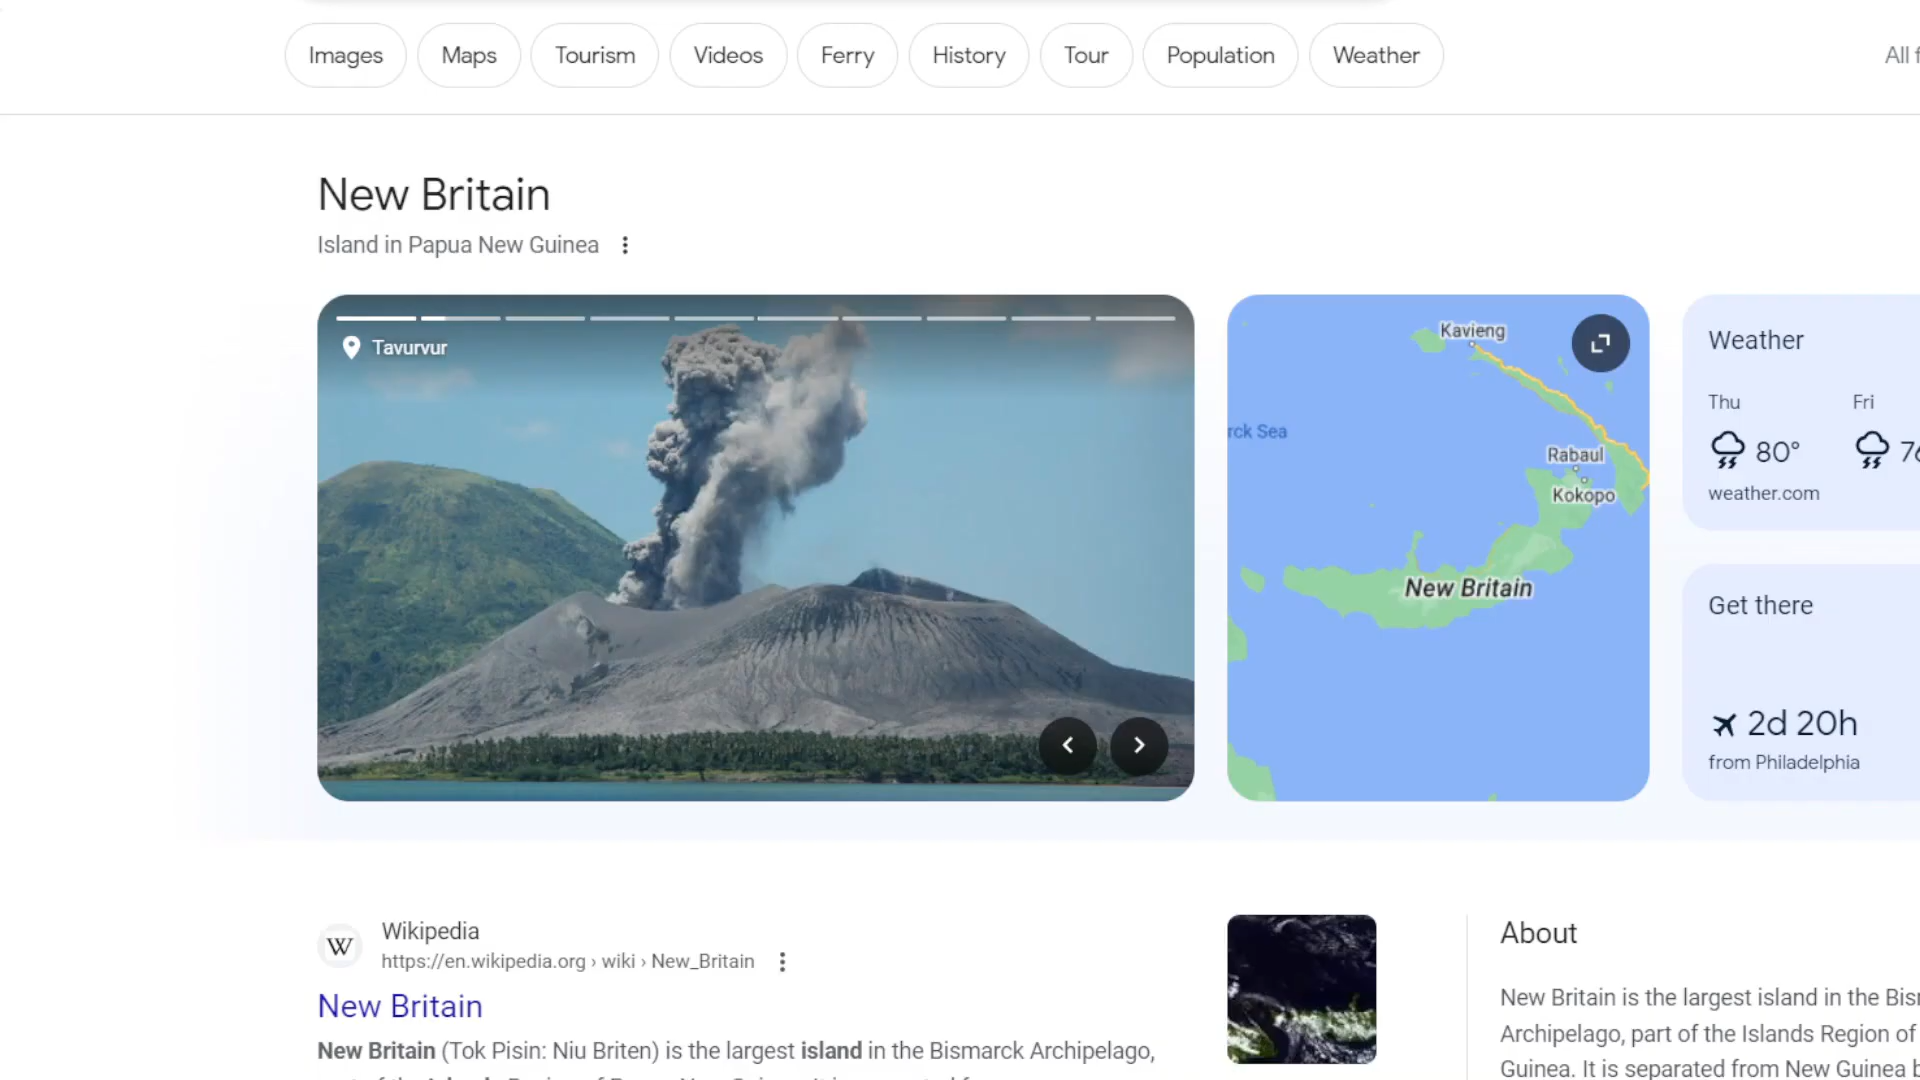 Images Maps Tourism Videos Ferry History Tour Population Weather All
New Britain
Island in Papua New Guinea
Tavurvur
Kavieng
Sea
Rabaul
Kokopo
New Britain
Weather
Thu Fri
80°
weather.com
Get there
2d 20h
from Philadelphia
Wikipedia
https://en.wikipedia.org › wiki › New_Britain
New Britain
New Britain (Tok Pisin: Niu Briten) is the largest island in the Bismarck Archipelago,
About
New Britain is the largest island in the
Archipelago, part of the Islands Region of
Guinea. It is separated from New Guinea